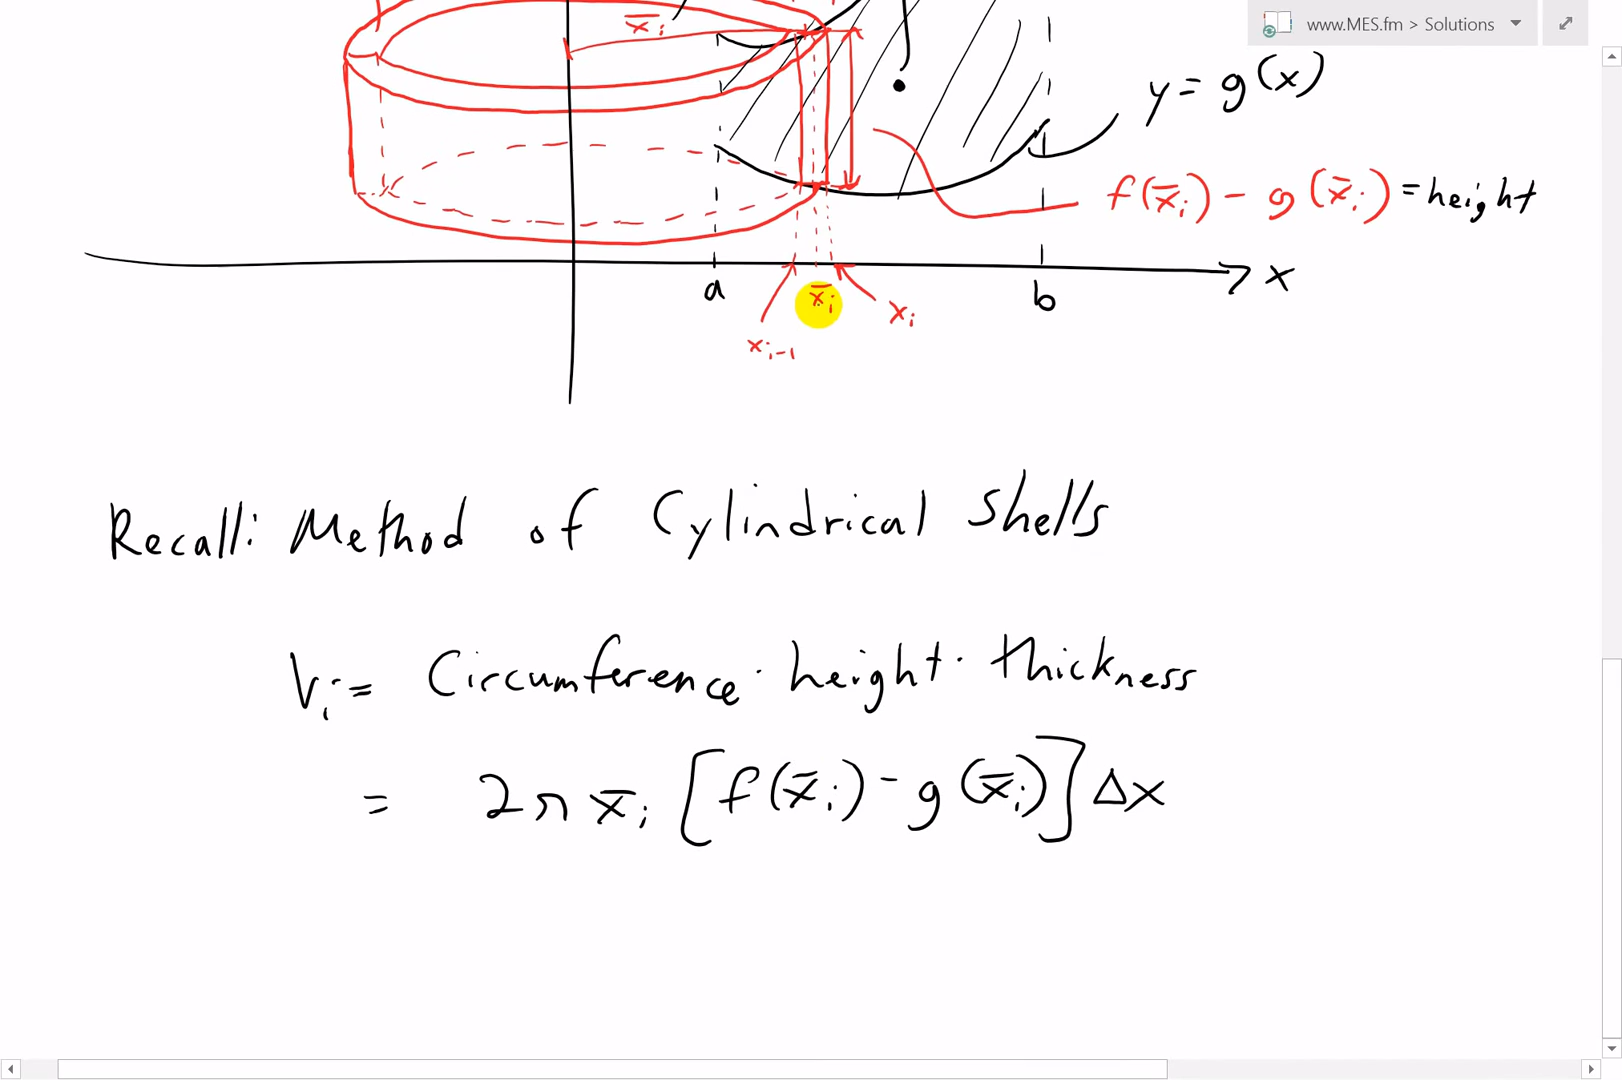 www.MES.fm > Solutions
x̄ᵢ
y = g(x)
f(x̄ᵢ) - g(x̄ᵢ) = height
a x̄ᵢ xᵢ b x
xᵢ₋₁
Recall: Method of Cylindrical Shells
Vᵢ = Circumference · height · thickness
= 2π x̄ᵢ [f(x̄ᵢ) - g(x̄ᵢ)] Δx